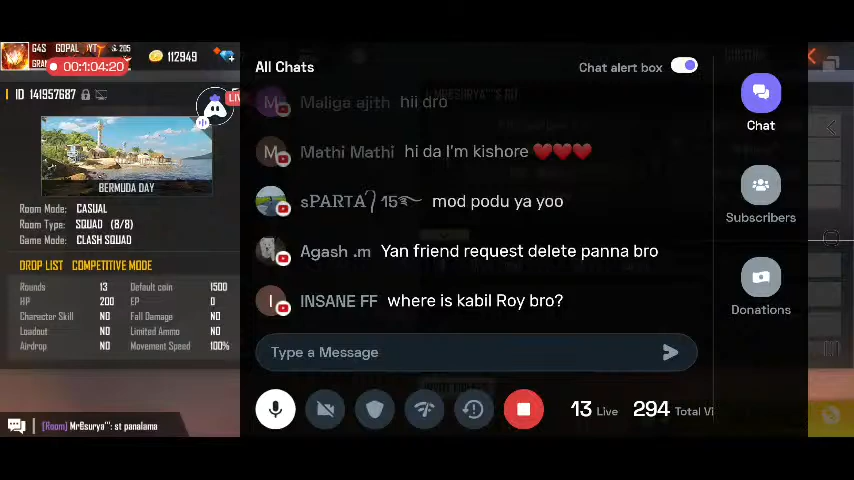 G4S GOPAL YT 205
112949
00:1:04:20
ID 141957687
LIV
BERMUDA DAY
Room Mode: CASUAL
Room Type: SQUAD (8/8)
Game Mode: CLASH SQUAD
DROP LIST COMPETITIVE MODE
Rounds 13 Default coin 1500
HP 200 EP 0
Character Skill NO Fall Damage NO
Loadout NO Limited Ammo NO
Airdrop NO Movement Speed 100%
[Room] MrBsurya''': st panalama
All Chats
Chat alert box
M Maliga ajith hii dro
M Mathi Mathi hi da I'm kishore ❤❤❤
sPARTA 15 mod podu ya yoo
Agash .m Yan friend request delete panna bro
I INSANE FF where is kabil Roy bro?
Type a Message
13 Live 294 Total Vi
Chat
Subscribers
Donations